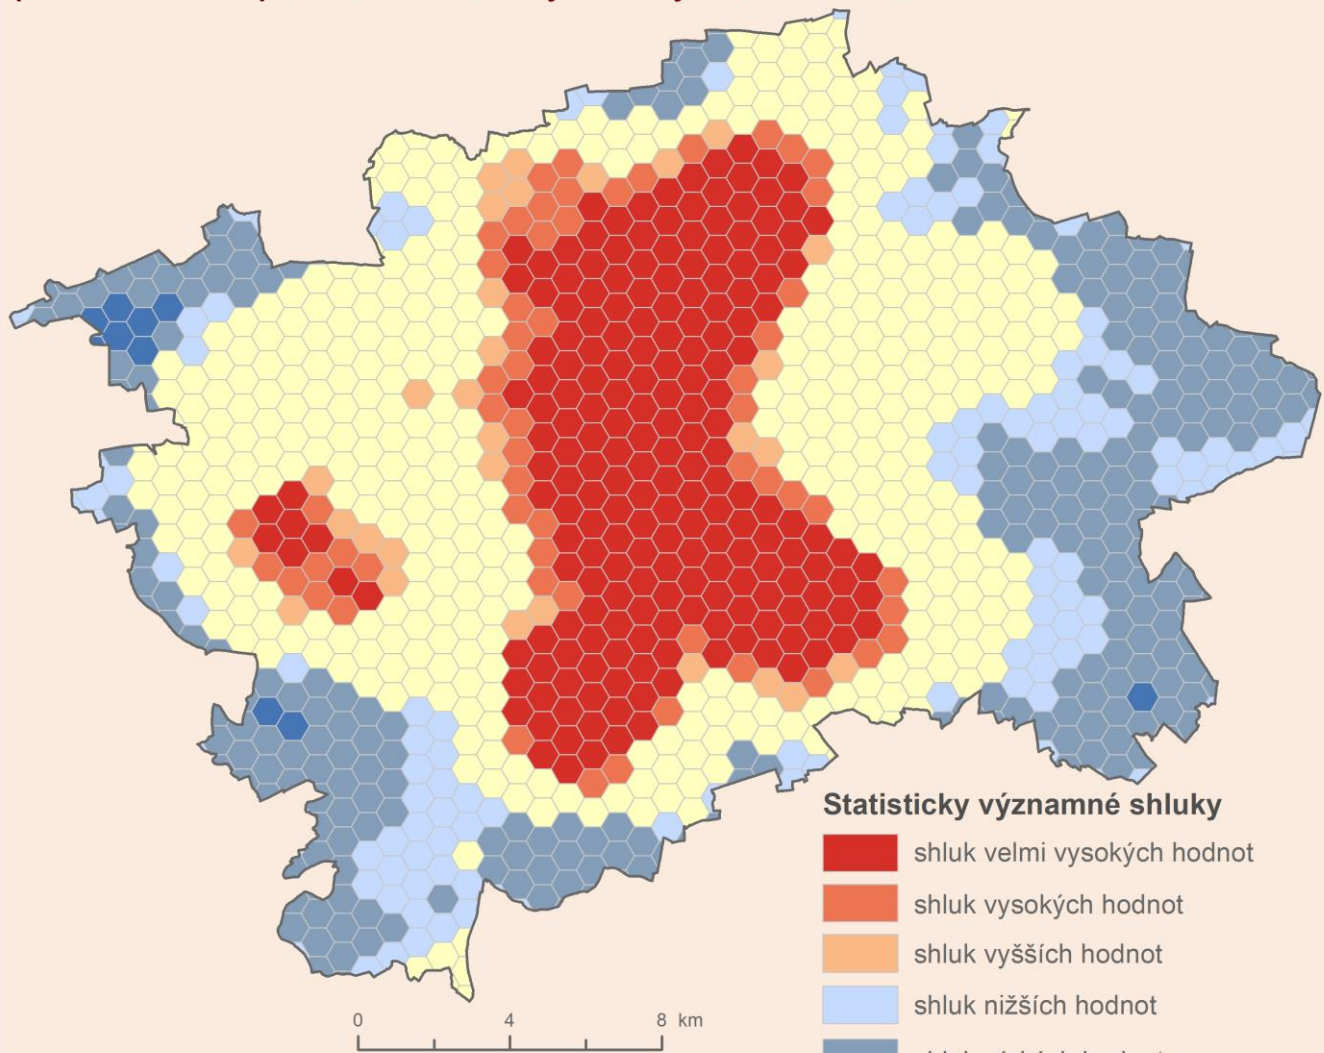 0 4 8 km
Statisticky významné shluky
shluk velmi vysokých hodnot
shluk vysokých hodnot
shluk vyšších hodnot
shluk nižších hodnot